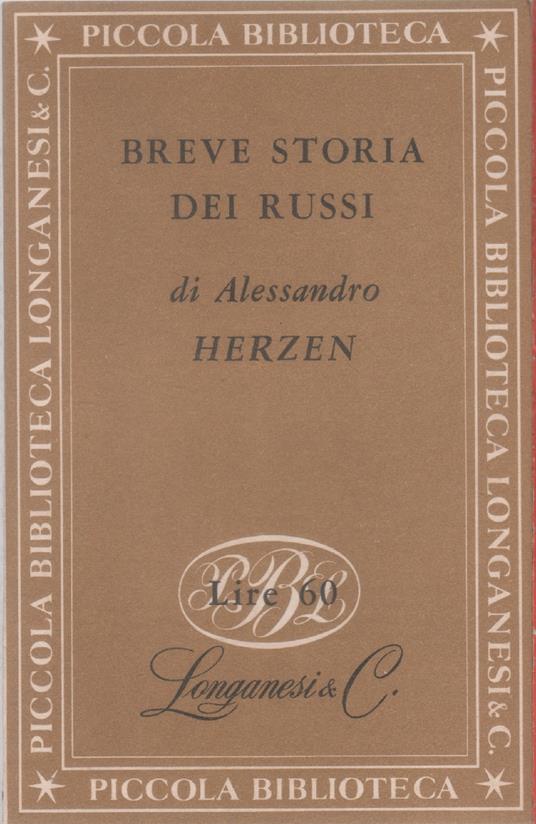 PICCOLA BIBLIOTECA
PICCOLA BIBLIOTECA LONGANESI & C.
PICCOLA BIBLIOTECA LONGANESI & C.
BREVE STORIA
DEI RUSSI
di Alessandro
HERZEN
PBL
Lire 60
Longanesi & C.
PICCOLA BIBLIOTECA